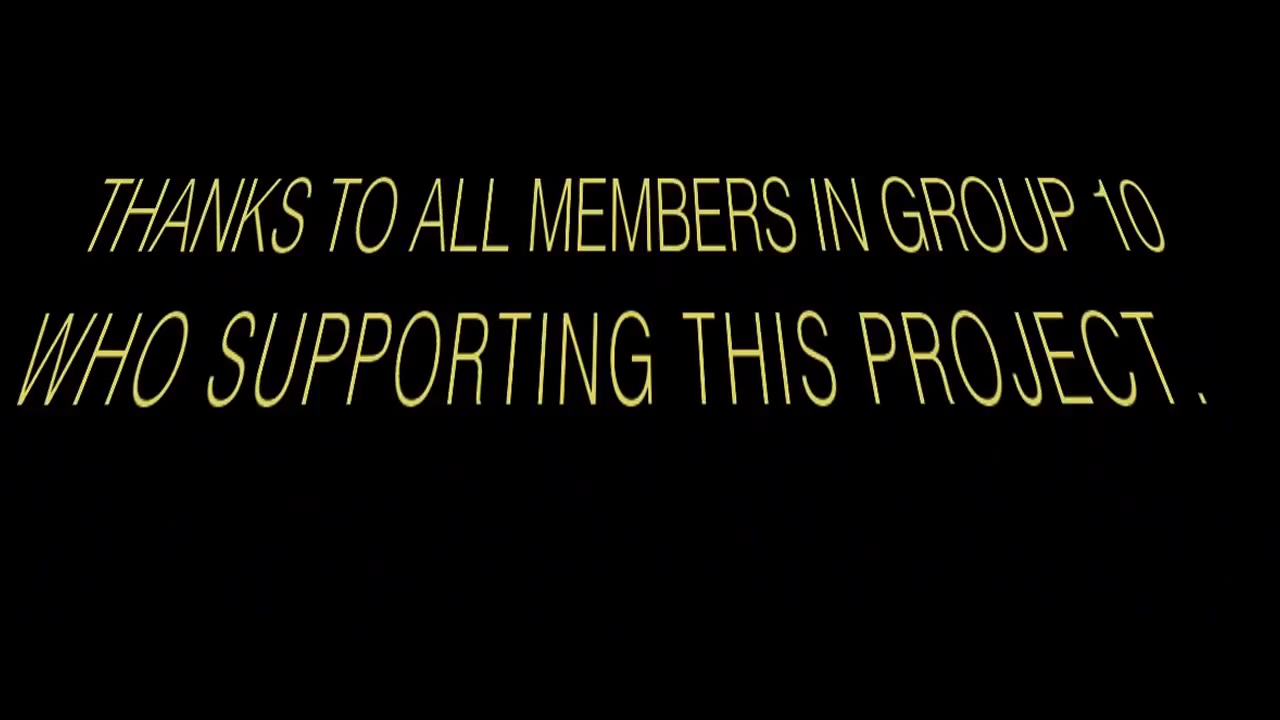 THANKS TO ALL MEMBERS IN GROUP 10
WHO SUPPORTING THIS PROJECT .